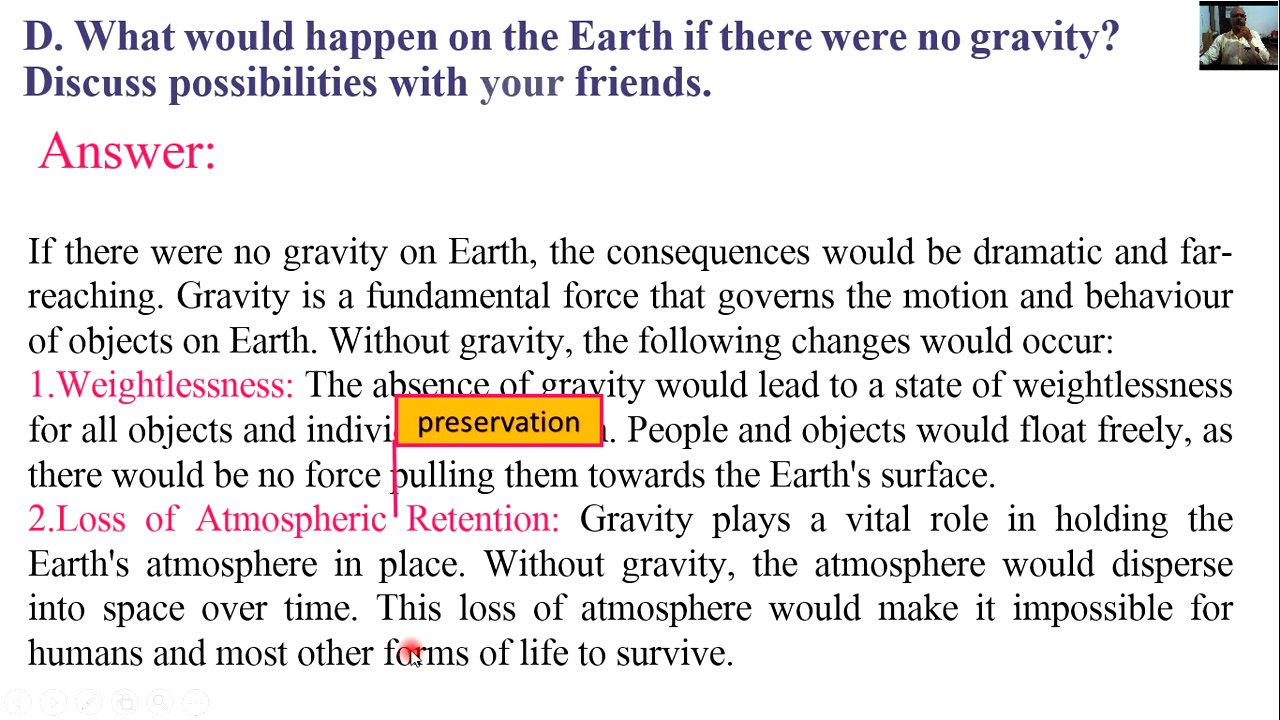 D. What would happen on the Earth if there were no gravity?
Discuss possibilities with your friends.
Answer:
If there were no gravity on Earth, the consequences would be dramatic and far-
reaching. Gravity is a fundamental force that governs the motion and behaviour
of objects on Earth. Without gravity, the following changes would occur:
1.Weightlessness: The absence of gravity would lead to a state of weightlessness
for all objects and People and objects would float freely, as
preservation
there would be no force pulling them towards the Earth's surface.
2.Loss of Atmospheric Retention: Gravity plays a vital role in holding the
Earth's atmosphere in place. Without gravity, the atmosphere would disperse
into space over time. This loss of atmosphere would make it impossible for
humans and most other forms of life to survive.